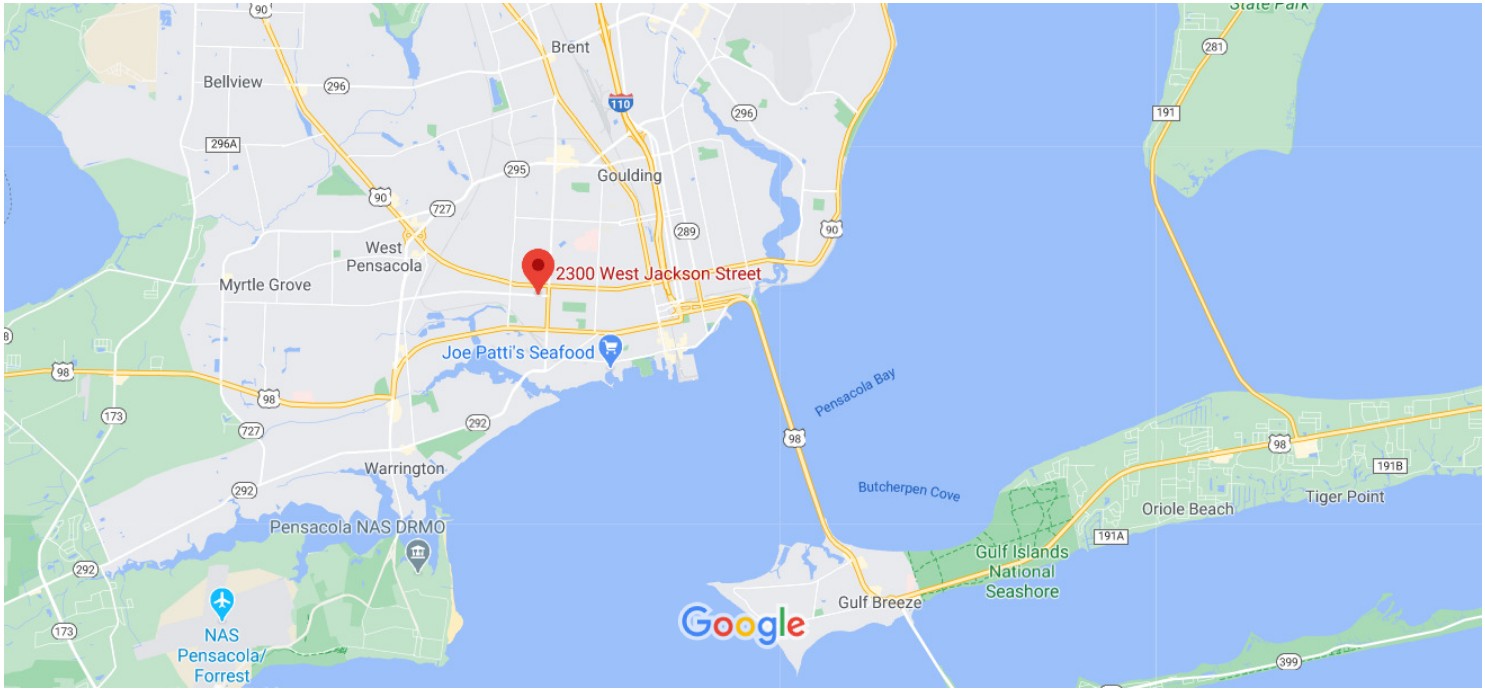 90
State Park
281
Brent
Bellview
296
110
296
191
296A
295
Goulding
90
727
289
90
West
Pensacola
2300 West Jackson Street
Myrtle Grove
8
Joe Patti's Seafood
98
Pensacola Bay
98
173
727
292
98
98
Warrington
191B
292
Butcherpen Cove
Tiger Point
Oriole Beach
Pensacola NAS DRMO
191A
Gulf Islands
National
Seashore
292
Gulf Breeze
Google
173
NAS
Pensacola/
Forrest
399